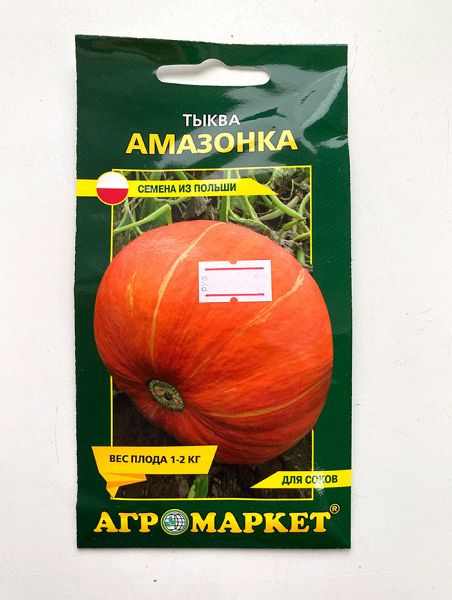 ТЫКВА
АМАЗОНКА
СЕМЕНА ИЗ ПОЛЬШИ
ВЕС ПЛОДА 1-2 КГ
ДЛЯ СОКОВ
АГРОМАРКЕТ®